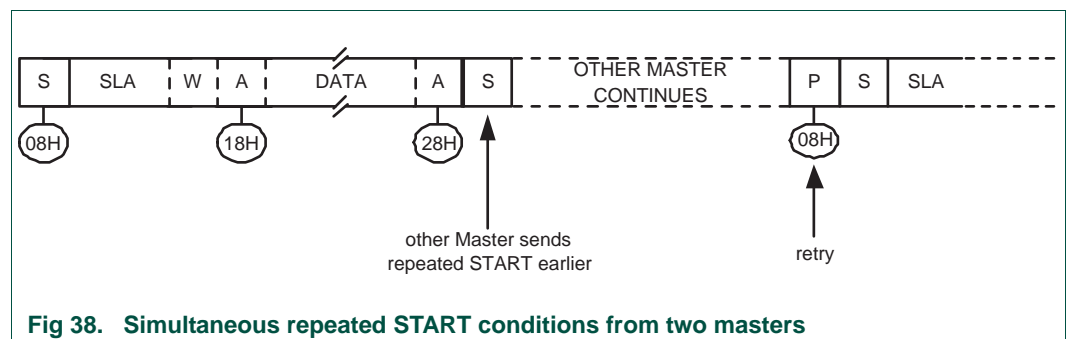 S SLA W A DATA A S OTHER MASTER CONTINUES P S SLA
08H 18H 28H 08H
other Master sends
repeated START earlier
retry
Fig 38. Simultaneous repeated START conditions from two masters